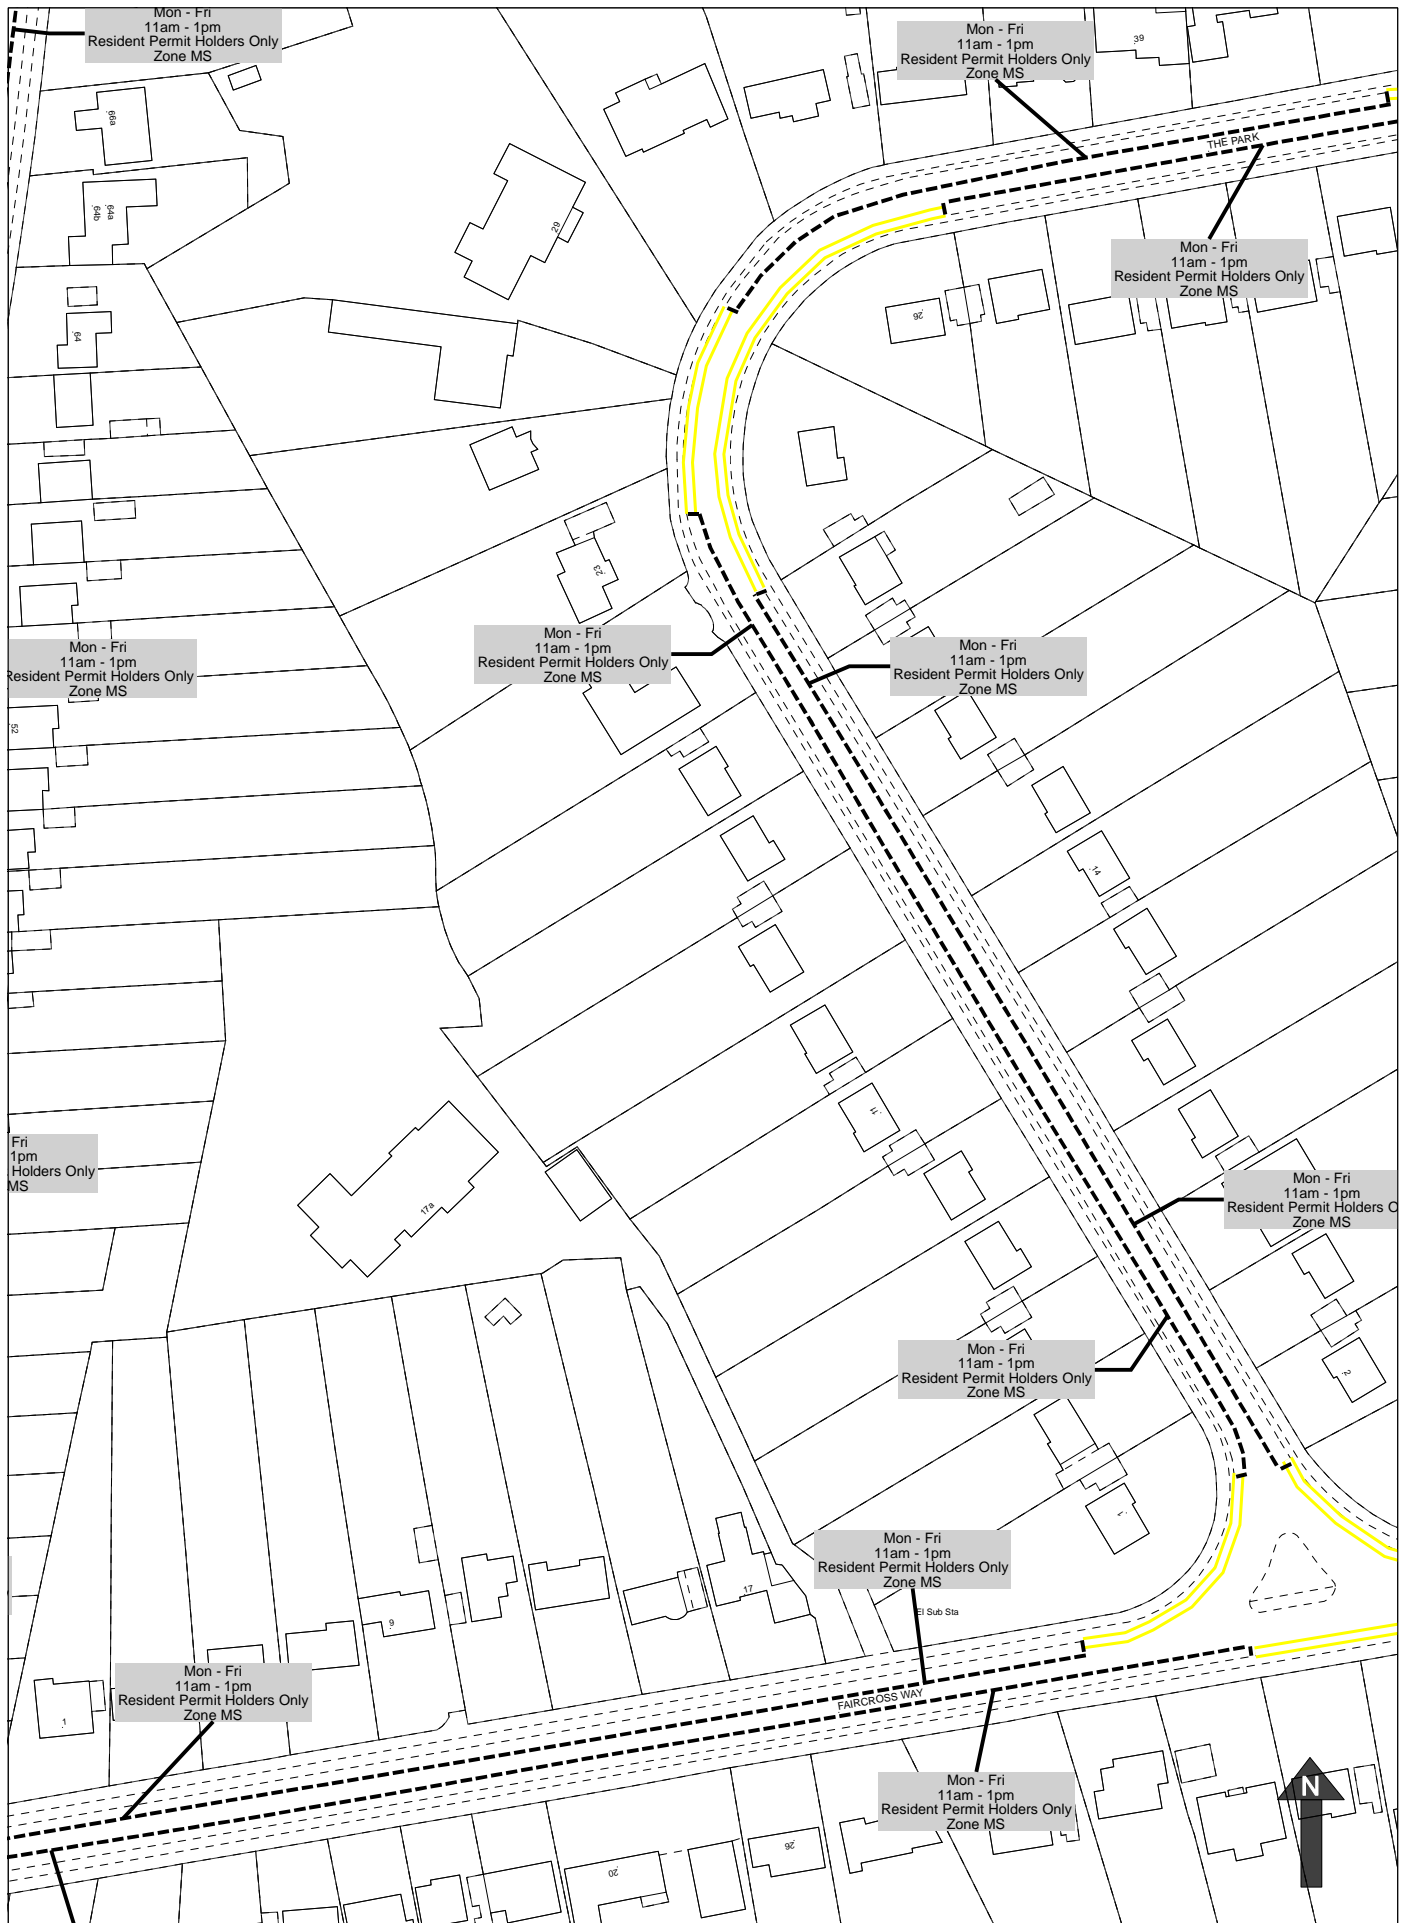 Mon - Fri
11am - 1pm
Resident Permit Holders Only
Zone MS
Mon - Fri
11am - 1pm
Resident Permit Holders Only
Zone MS
39
66a
THE PARK
64a
64b
29
Mon - Fri
11am - 1pm
Resident Permit Holders Only
Zone MS
26
64
23
Mon - Fri
11am - 1pm
Resident Permit Holders Only
Zone MS
Mon - Fri
11am - 1pm
Resident Permit Holders Only
Zone MS
Mon - Fri
11am - 1pm
Resident Permit Holders Only
Zone MS
52
14
11
Fri
1pm
Holders Only
MS
17a
Mon - Fri
11am - 1pm
Resident Permit Holders O
Zone MS
Mon - Fri
11am - 1pm
Resident Permit Holders Only
Zone MS
2
1
Mon - Fri
11am - 1pm
Resident Permit Holders Only
Zone MS
17
El Sub Sta
9
Mon - Fri
11am - 1pm
Resident Permit Holders Only
Zone MS
1
FAIRCROSS WAY
Mon - Fri
11am - 1pm
Resident Permit Holders Only
Zone MS
N
26
20